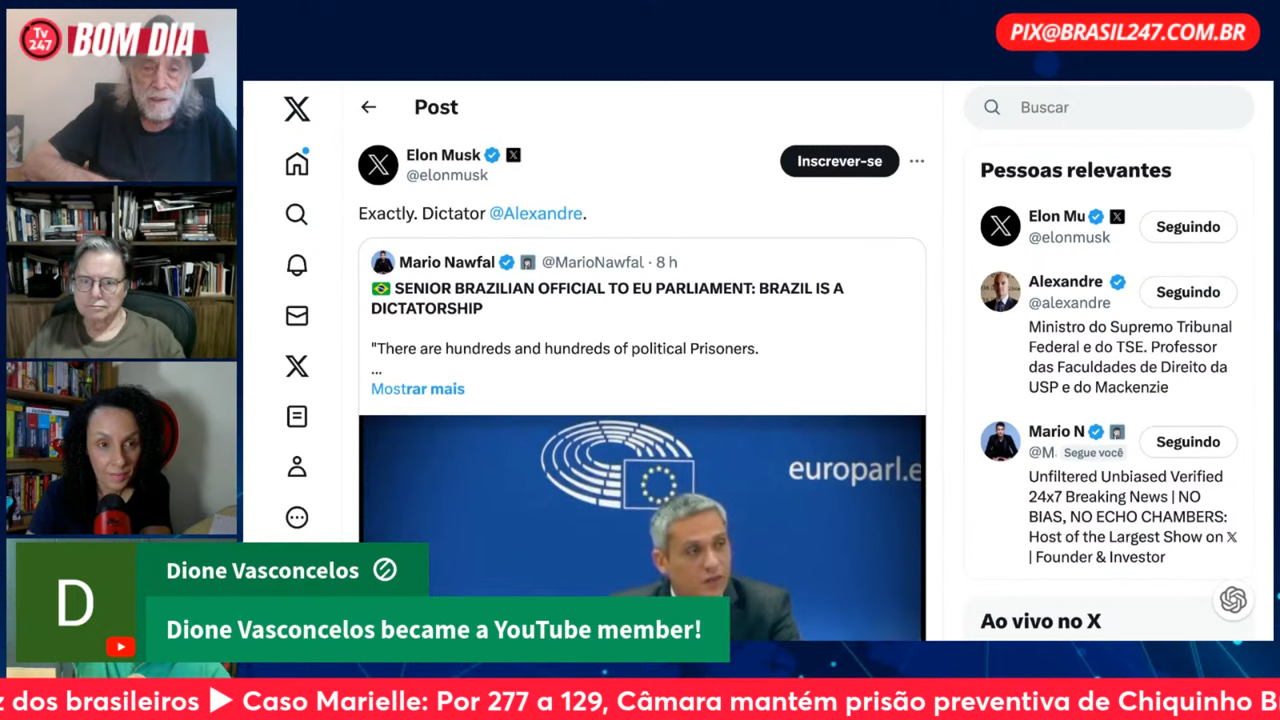 Tv 247
BOM DIA
PIX@BRASIL247.COM.BR
Post
Buscar
Elon Musk
@elonmusk
Inscrever-se
Exactly. Dictator @Alexandre.
Mario Nawfal @MarioNawfal · 8 h
SENIOR BRAZILIAN OFFICIAL TO EU PARLIAMENT: BRAZIL IS A
DICTATORSHIP
"There are hundreds and hundreds of political Prisoners.
...
Mostrar mais
europarl.e
Pessoas relevantes
Elon Mu
@elonmusk
Seguindo
Alexandre
@alexandre
Seguindo
Ministro do Supremo Tribunal
Federal e do TSE. Professor
das Faculdades de Direito da
USP e do Mackenzie
Mario N
@M. Segue você
Seguindo
Unfiltered Unbiased Verified
24x7 Breaking News | NO
BIAS, NO ECHO CHAMBERS:
Host of the Largest Show on 𝕏
| Founder & Investor
Ao vivo no X
D
Dione Vasconcelos
Dione Vasconcelos became a YouTube member!
z dos brasileiros ▶ Caso Marielle: Por 277 a 129, Câmara mantém prisão preventiva de Chiquinho B